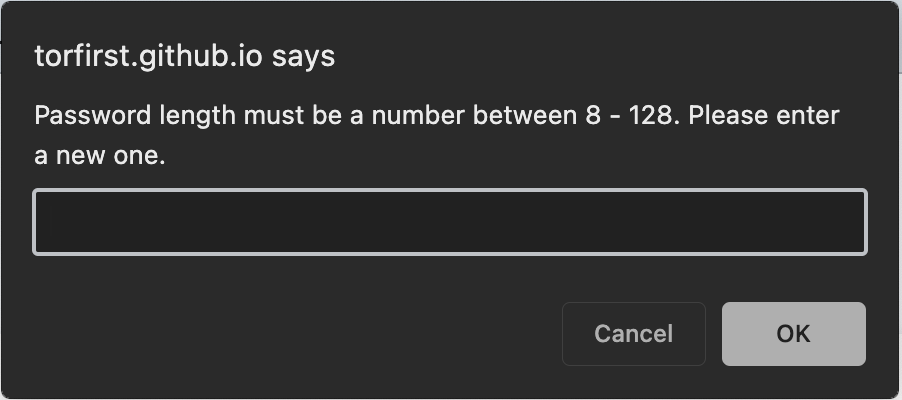 torfirst.github.io says
Password length must be a number between 8 - 128. Please enter
a new one.
Cancel
OK